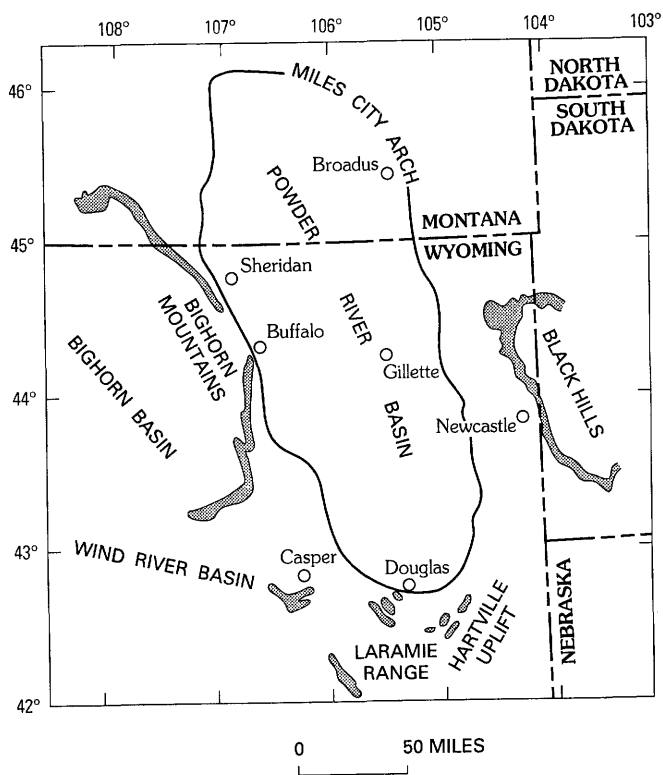 108°
107°
106°
105°
104°
103°
46°
45°
44°
43°
42°
NORTH
DAKOTA
SOUTH
DAKOTA
MILES CITY ARCH
Broadus
POWDER
RIVER
BASIN
MONTANA
WYOMING
Sheridan
BIGHORN
MOUNTAINS
Buffalo
BIGHORN BASIN
Gillette
BLACK HILLS
Newcastle
WIND RIVER BASIN
Casper
Douglas
LARAMIE
RANGE
HARTVILLE
UPLIFT
NEBRASKA
0
50 MILES